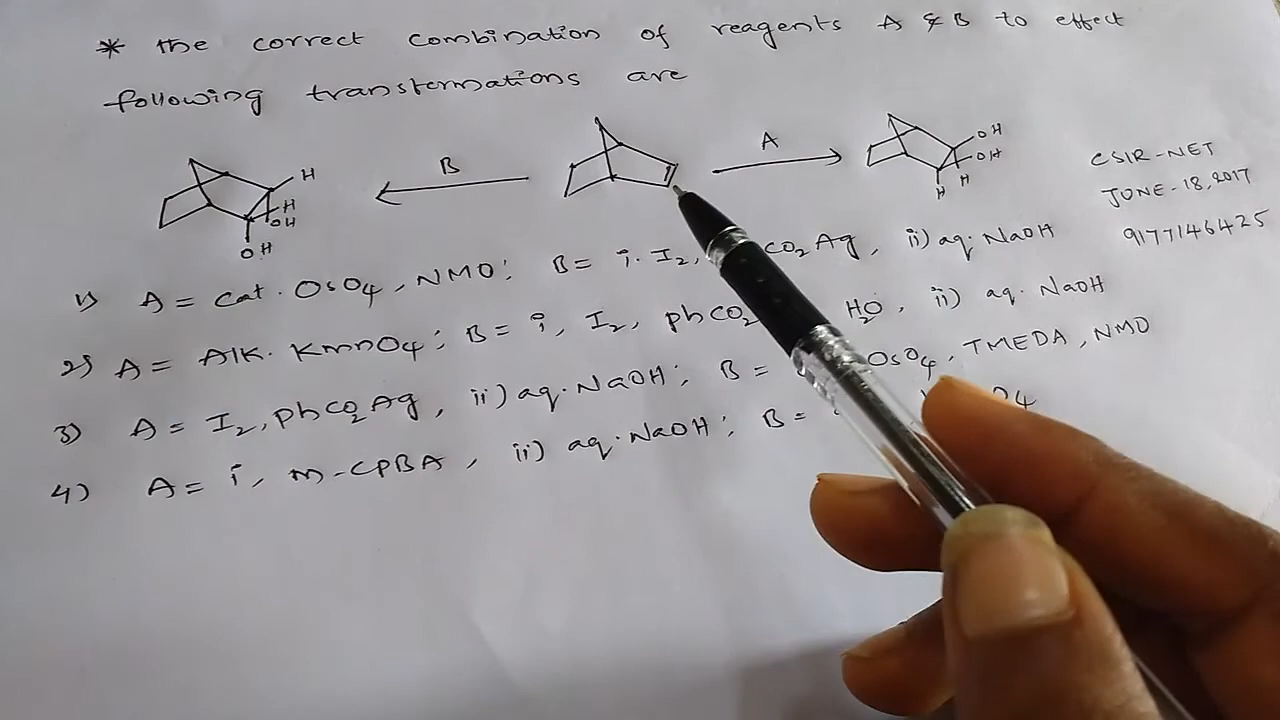 * The correct combination of reagents A & B to effect
following transformations are
B
A
H
H
OH
OH
OH
OH
H
H
CSIR-NET
JUNE-18, 2017
9177146425
1) A = Cat. OsO4, NMO; B = i. I2, CO2Ag, ii) aq. NaOH
2) A = Alk. KmnO4; B = i, I2, phCO2 H2O, ii) aq. NaOH
3) A = I2, phCO2Ag, ii) aq. NaOH; B = OsO4, TMEDA, NMO
4) A = i, m-CPBA, ii) aq. NaOH; B =